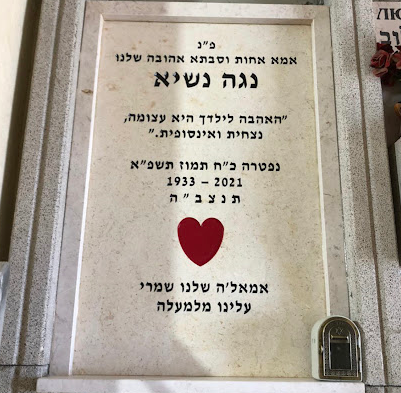 פ"נ
אמא אחות וסבתא אהובה שלנו
נגה נשיא
"האהבה לילדך היא עצומה,
נצחית ואינסופית."
נפטרה כ"ח תמוז תשפ"א
1933 – 2021
ת נ צ ב " ה
אמאל'ה שלנו שמרי
עלינו מלמעלה